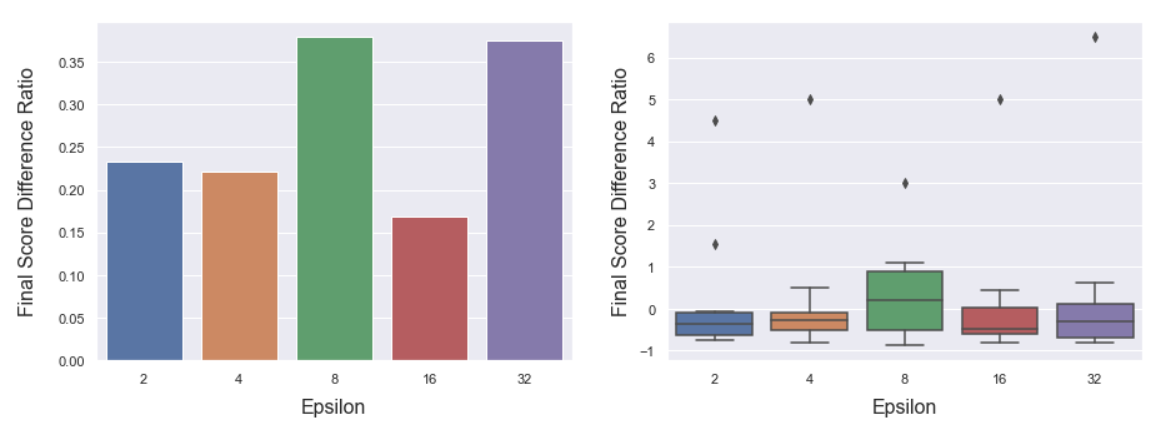 Final Score Difference Ratio
0.35
0.30
0.25
0.20
0.15
0.10
0.05
0.00
2 4 8 16 32
Epsilon
Final Score Difference Ratio
6
5
4
3
2
1
0
−1
2 4 8 16 32
Epsilon